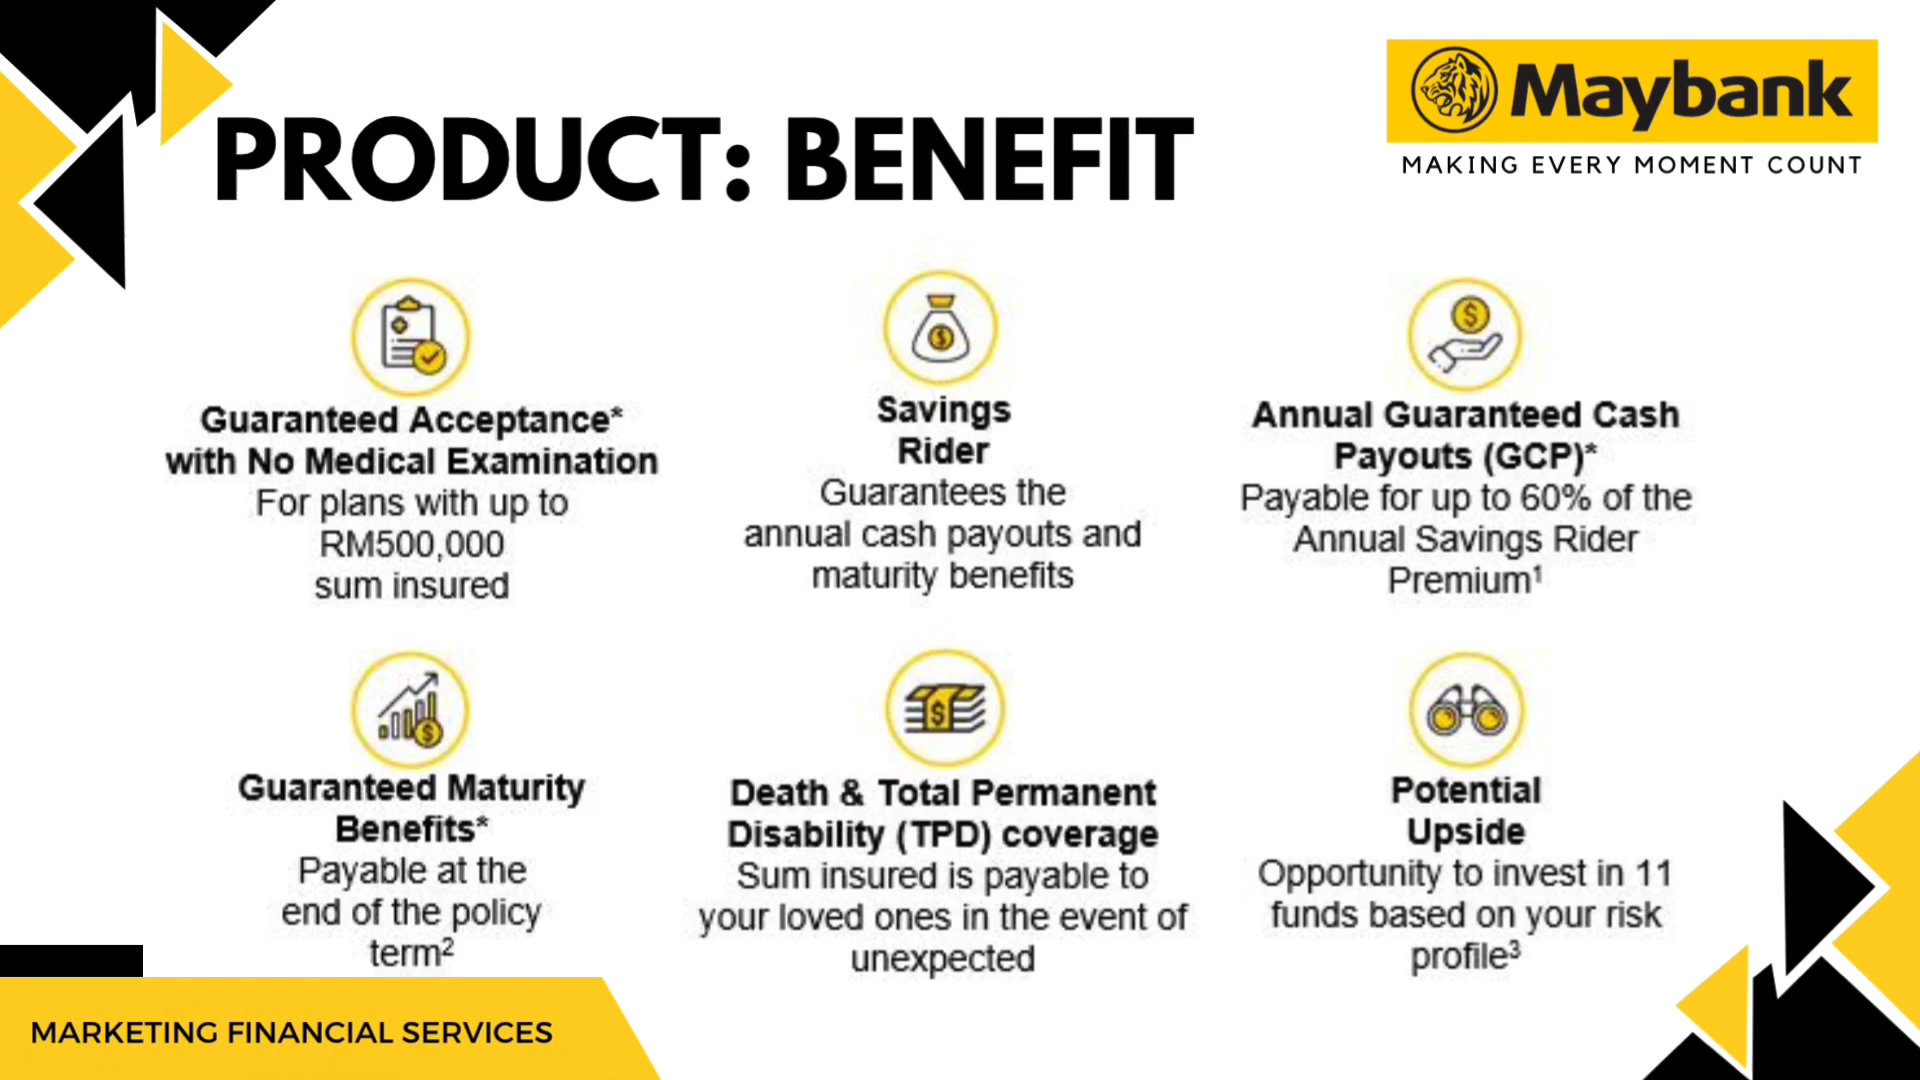 PRODUCT: BENEFIT
Maybank
MAKING EVERY MOMENT COUNT
Guaranteed Acceptance*
with No Medical Examination
For plans with up to
RM500,000
sum insured
Savings
Rider
Guarantees the
annual cash payouts and
maturity benefits
Annual Guaranteed Cash
Payouts (GCP)*
Payable for up to 60% of the
Annual Savings Rider
Premium¹
Guaranteed Maturity
Benefits*
Payable at the
end of the policy
term²
Death & Total Permanent
Disability (TPD) coverage
Sum insured is payable to
your loved ones in the event of
unexpected
Potential
Upside
Opportunity to invest in 11
funds based on your risk
profile³
MARKETING FINANCIAL SERVICES